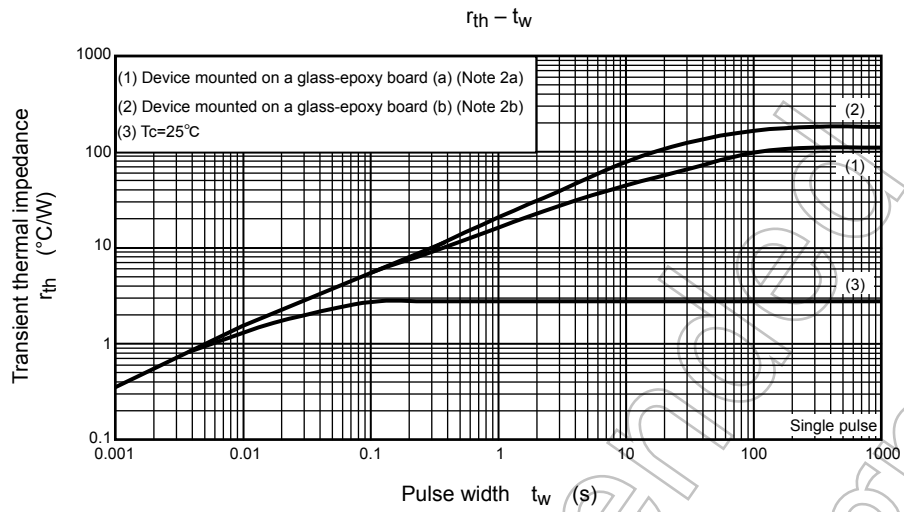 rth – tw
1000
(1) Device mounted on a glass-epoxy board (a) (Note 2a)
(2) Device mounted on a glass-epoxy board (b) (Note 2b)
(3) Tc=25°C
(2)
100
(1)
Transient thermal impedance
rth (°C/W)
10
(3)
1
Single pulse
0.1
0.001
0.01
0.1
1
10
100
1000
Pulse width tw (s)